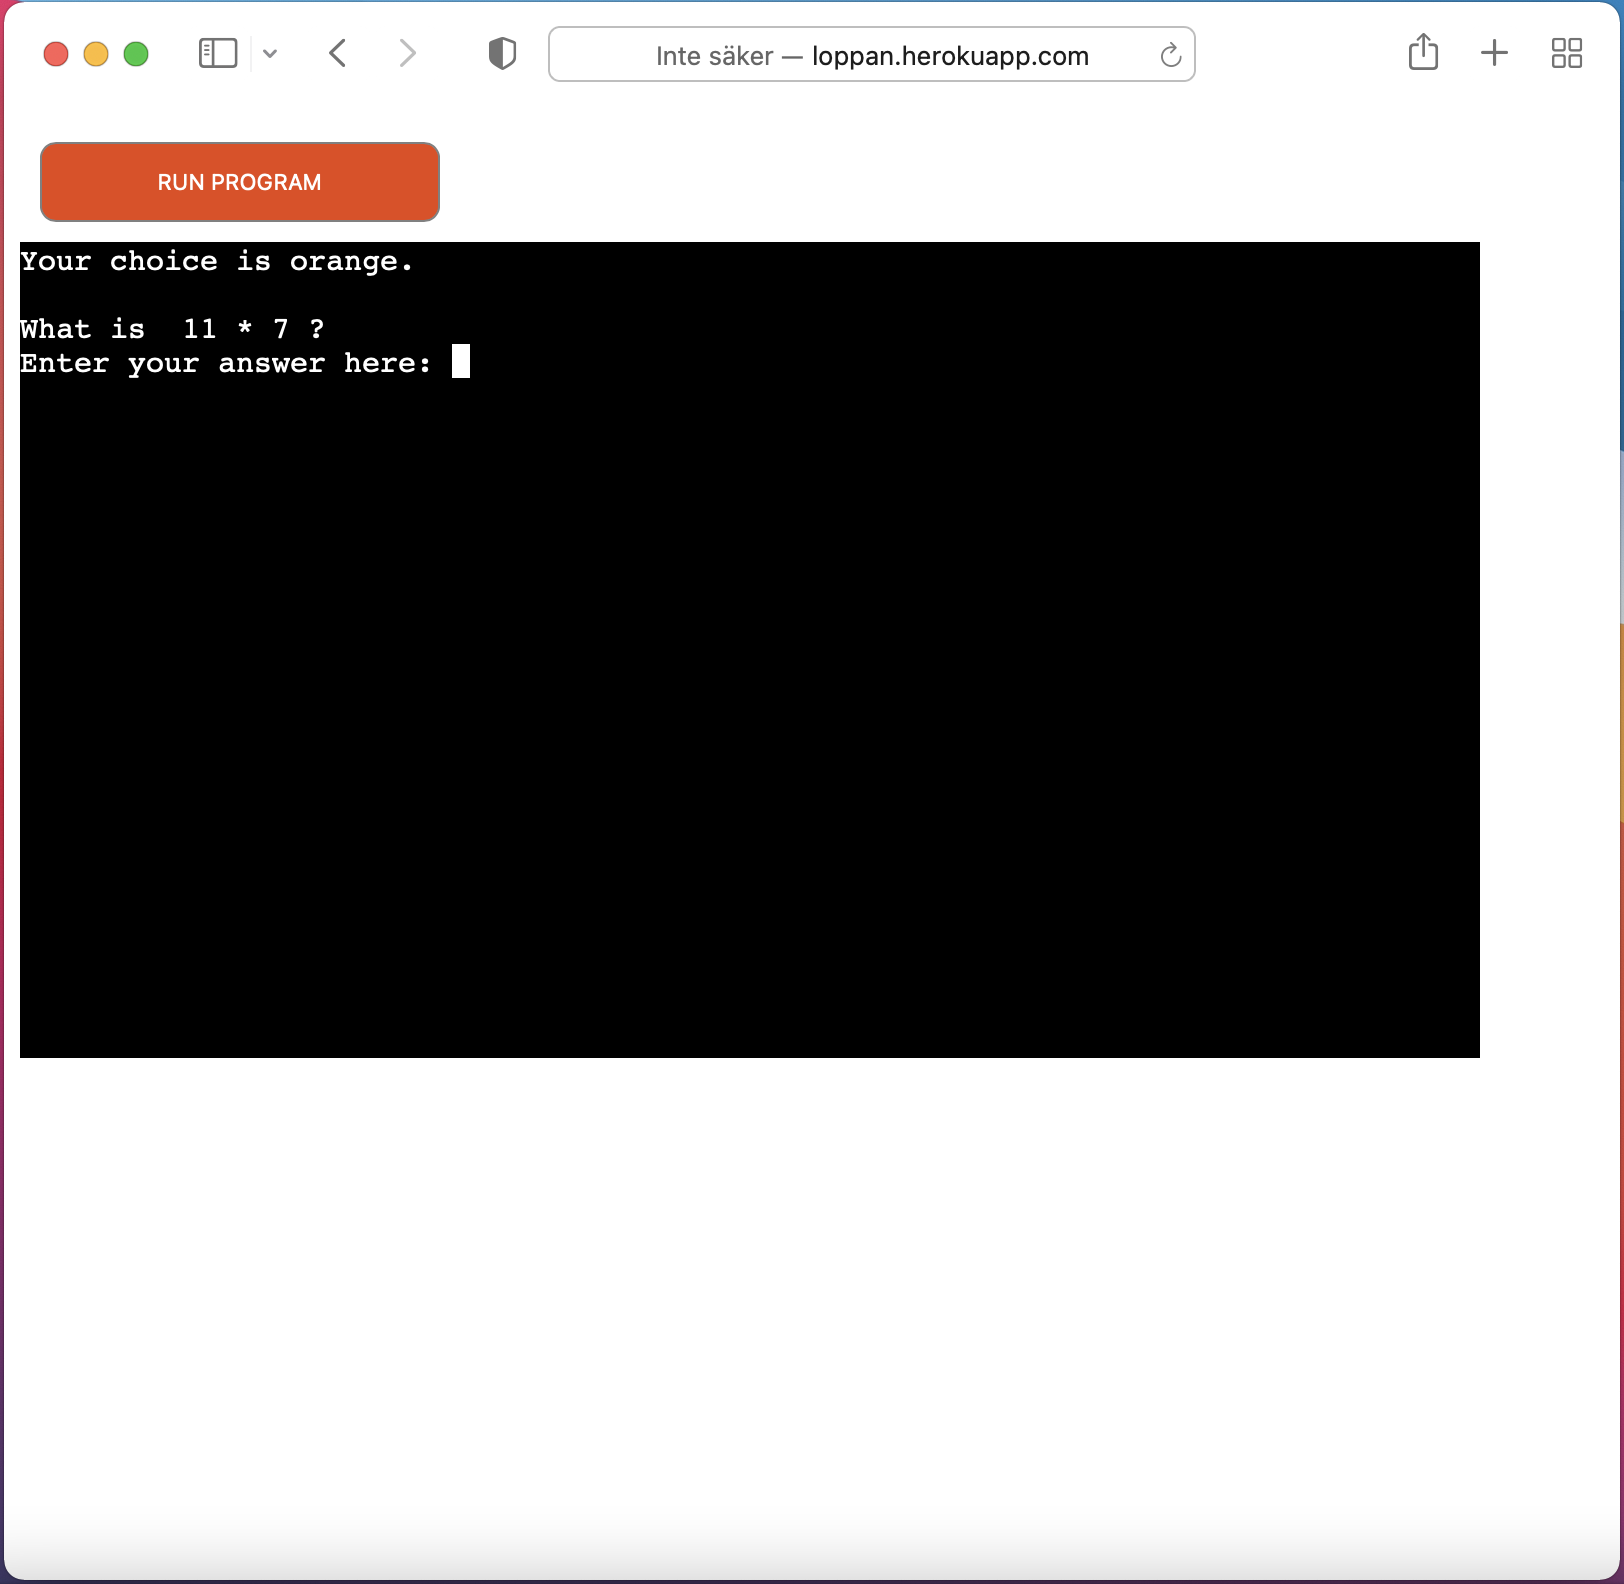 Inte säker — loppan.herokuapp.com
RUN PROGRAM
Your choice is orange.
What is  11 * 7 ?
Enter your answer here: